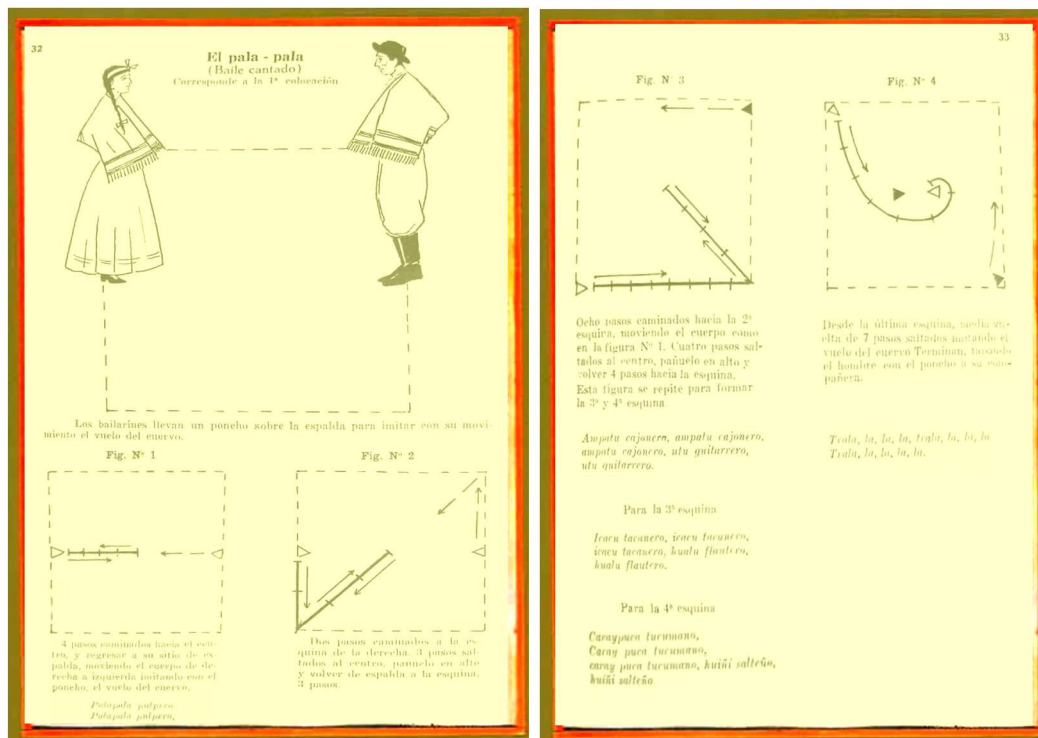 32
El pala - pala
(Baile cantado)
Corresponde a la 1ª colocación
Los bailarines llevan un poncho sobre la espalda para imitar con su movi-
miento el vuelo del cuervo.
Fig. Nº 1
4 pasos caminados hacia el cen-
tro, y regresar a su sitio de es-
palda, moviendo el cuerpo de de-
recha a izquierda imitando con el
poncho, el vuelo del cuervo.
Palapala pulpero,
Palapala pulpero,
Fig. Nº 2
Dos pasos caminados a la es-
quina de la derecha. 3 pasos sal-
tados al centro, pañuelo en alto
y volver de espalda a la esquina,
3 pasos.
33
Fig. Nº 3
Ocho pasos caminados hacia la 2ª
esquira, moviendo el cuerpo como
en la figura Nº 1. Cuatro pasos sal-
tados al centro, pañuelo en alto y
volver 4 pasos hacia la esquina.
Esta figura se repite para formar
la 3ª y 4ª esquina.
Ampatu cajonero, ampatu cajonero,
ampatu cajonero, utu guitarrero,
utu guitarrero.
Para la 3ª esquina
Icacu tacanero, icacu tacanero,
icacu tacanero, hualu flautero,
hualu flautero.
Para la 4ª esquina
Caraypuca tucumano,
Caray puca tucumano,
caray puca tucumano, huiñi salteño,
huiñi salteño
Fig. Nº 4
Desde la última esquina, media vu-
elta de 7 pasos saltados imitando el
vuelo del cuervo Terminan, tapando
el hombre con el poncho a su com-
pañera.
Trala, la, la, la, trala, la, la, la
Trala, la, la, la, la.